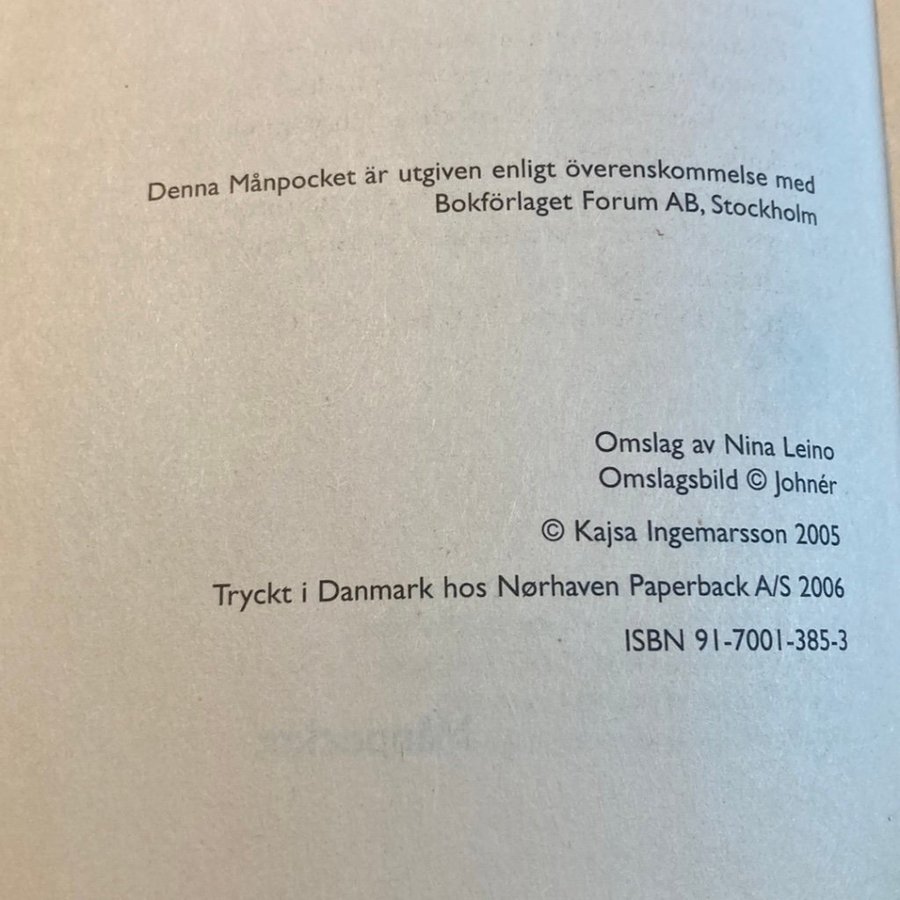 Denna Månpocket är utgiven enligt överenskommelse med
Bokförlaget Forum AB, Stockholm
Omslag av Nina Leino
Omslagsbild © Johnér
© Kajsa Ingemarsson 2005
Tryckt i Danmark hos Nørhaven Paperback A/S 2006
ISBN 91-7001-385-3